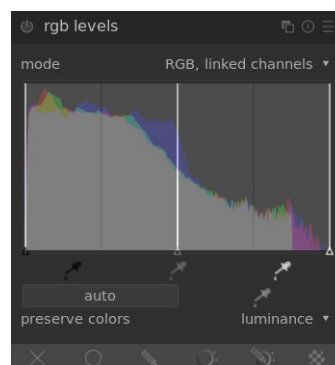 rgb levels
mode RGB, linked channels
auto
preserve colors luminance